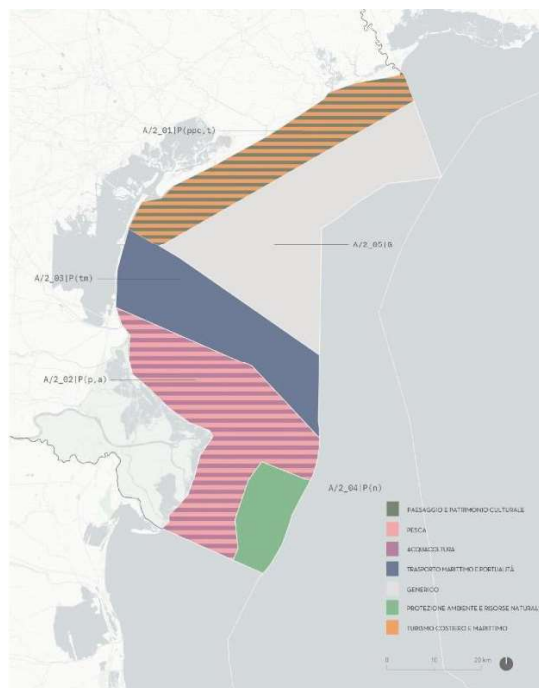 A/2_01|P(ppc,t)
A/2_05|G
A/2_03|P(tm)
A/2_02|P(p,a)
A/2_04|P(n)
PAESAGGIO E PATRIMONIO CULTURALE
PESCA
ACQUACOLTURA
TRASPORTO MARITTIMO E PORTUALITÀ
GENERICO
PROTEZIONE AMBIENTE E RISORSE NATURALI
TURISMO COSTIERO E MARITTIMO
0 10 20 km